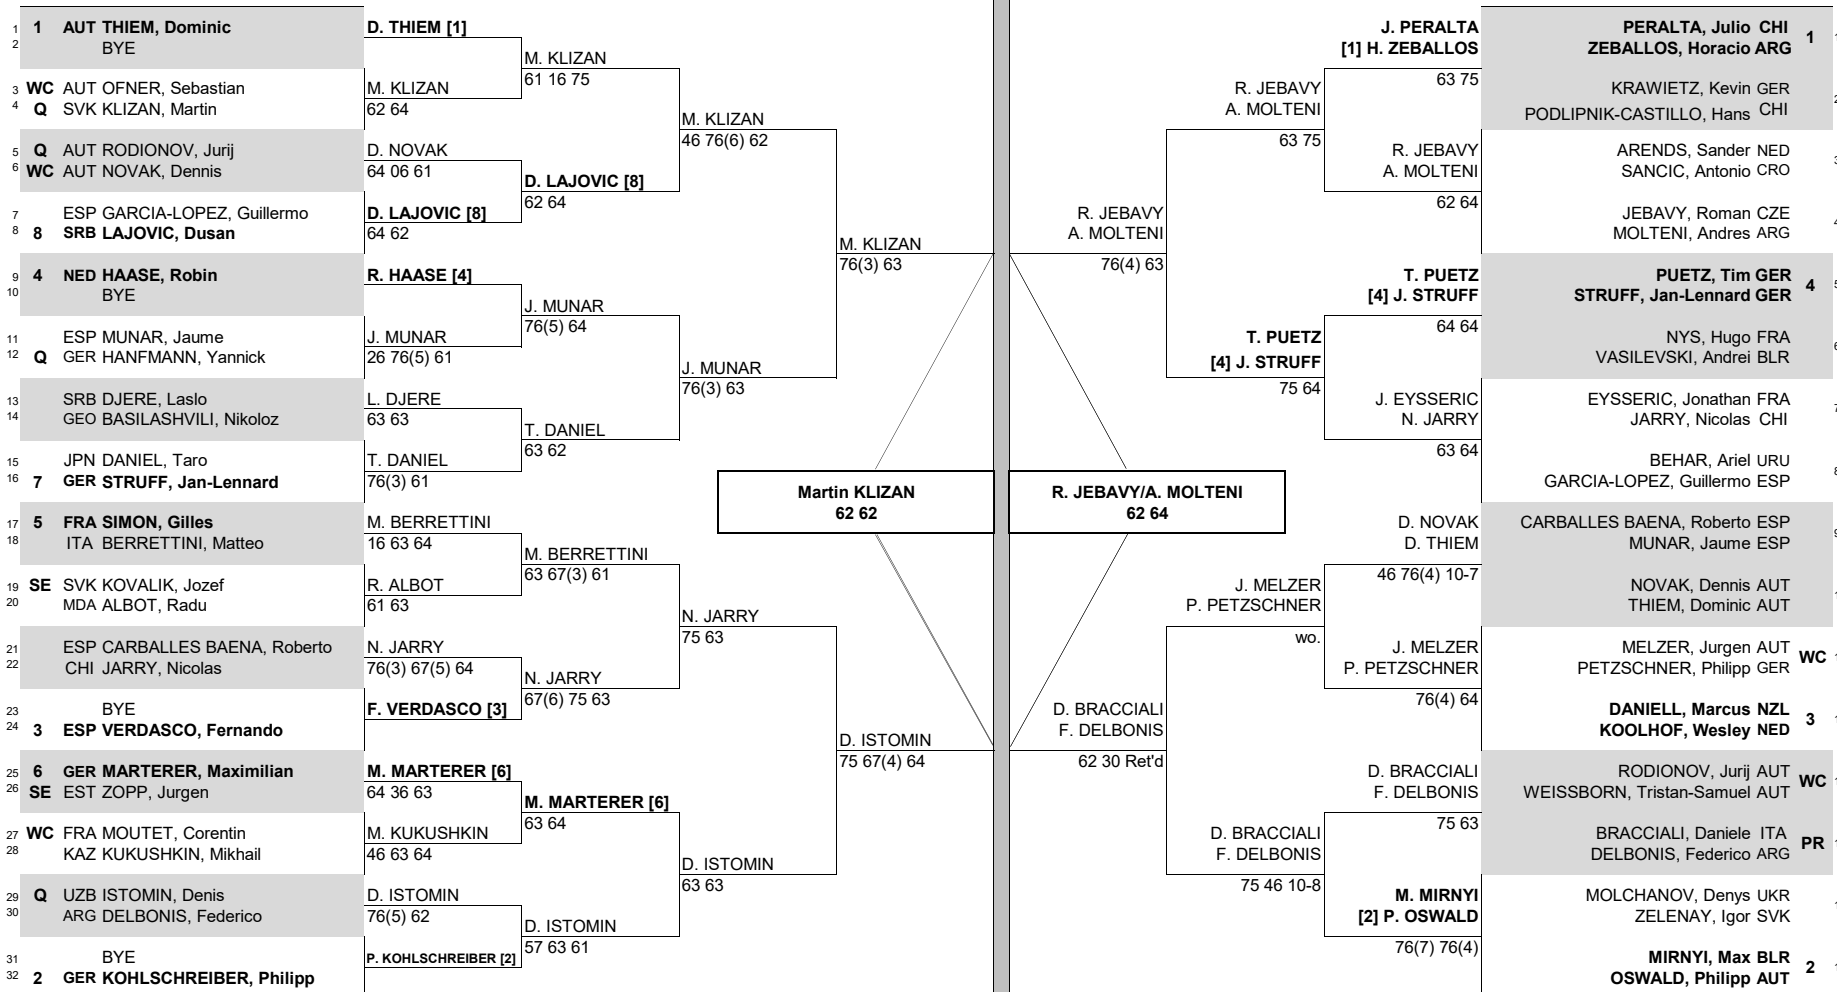 1 1 AUT THIEM, Dominic
2 BYE
3 WC AUT OFNER, Sebastian
4 Q SVK KLIZAN, Martin
5 Q AUT RODIONOV, Jurij
6 WC AUT NOVAK, Dennis
7 ESP GARCIA-LOPEZ, Guillermo
8 8 SRB LAJOVIC, Dusan
9 4 NED HAASE, Robin
10 BYE
11 ESP MUNAR, Jaume
12 Q GER HANFMANN, Yannick
13 SRB DJERE, Laslo
14 GEO BASILASHVILI, Nikoloz
15 JPN DANIEL, Taro
16 7 GER STRUFF, Jan-Lennard
17 5 FRA SIMON, Gilles
18 ITA BERRETTINI, Matteo
19 SE SVK KOVALIK, Jozef
20 MDA ALBOT, Radu
21 ESP CARBALLES BAENA, Roberto
22 CHI JARRY, Nicolas
23 BYE
24 3 ESP VERDASCO, Fernando
25 6 GER MARTERER, Maximilian
26 SE EST ZOPP, Jurgen
27 WC FRA MOUTET, Corentin
28 KAZ KUKUSHKIN, Mikhail
29 Q UZB ISTOMIN, Denis
30 ARG DELBONIS, Federico
31 BYE
32 2 GER KOHLSCHREIBER, Philipp
D. THIEM [1]
M. KLIZAN
62 64
D. NOVAK
64 06 61
D. LAJOVIC [8]
64 62
R. HAASE [4]
J. MUNAR
26 76(5) 61
L. DJERE
63 63
T. DANIEL
76(3) 61
M. BERRETTINI
16 63 64
R. ALBOT
61 63
N. JARRY
76(3) 67(5) 64
F. VERDASCO [3]
M. MARTERER [6]
64 36 63
M. KUKUSHKIN
46 63 64
D. ISTOMIN
76(5) 62
P. KOHLSCHREIBER [2]
M. KLIZAN
61 16 75
D. LAJOVIC [8]
62 64
J. MUNAR
76(5) 64
T. DANIEL
63 62
M. BERRETTINI
63 67(3) 61
N. JARRY
67(6) 75 63
M. MARTERER [6]
63 64
D. ISTOMIN
57 63 61
M. KLIZAN
46 76(6) 62
J. MUNAR
76(3) 63
N. JARRY
75 63
D. ISTOMIN
63 63
M. KLIZAN
76(3) 63
D. ISTOMIN
75 67(4) 64
Martin KLIZAN
62 62
R. JEBAVY/A. MOLTENI
62 64
R. JEBAVY
A. MOLTENI
76(4) 63
D. BRACCIALI
F. DELBONIS
62 30 Ret'd
R. JEBAVY
A. MOLTENI
63 75
T. PUETZ
[4] J. STRUFF
75 64
J. MELZER
P. PETZSCHNER
wo.
D. BRACCIALI
F. DELBONIS
75 46 10-8
J. PERALTA
[1] H. ZEBALLOS
63 75
R. JEBAVY
A. MOLTENI
62 64
T. PUETZ
[4] J. STRUFF
64 64
J. EYSSERIC
N. JARRY
63 64
D. NOVAK
D. THIEM
46 76(4) 10-7
J. MELZER
P. PETZSCHNER
76(4) 64
D. BRACCIALI
F. DELBONIS
75 63
M. MIRNYI
[2] P. OSWALD
76(7) 76(4)
PERALTA, Julio CHI 1
ZEBALLOS, Horacio ARG
KRAWIETZ, Kevin GER
PODLIPNIK-CASTILLO, Hans CHI
ARENDS, Sander NED
SANCIC, Antonio CRO
JEBAVY, Roman CZE
MOLTENI, Andres ARG
PUETZ, Tim GER 4
STRUFF, Jan-Lennard GER
NYS, Hugo FRA
VASILEVSKI, Andrei BLR
EYSSERIC, Jonathan FRA
JARRY, Nicolas CHI
BEHAR, Ariel URU
GARCIA-LOPEZ, Guillermo ESP
CARBALLES BAENA, Roberto ESP
MUNAR, Jaume ESP
NOVAK, Dennis AUT
THIEM, Dominic AUT
MELZER, Jurgen AUT WC
PETZSCHNER, Philipp GER
DANIELL, Marcus NZL 3
KOOLHOF, Wesley NED
RODIONOV, Jurij AUT WC
WEISSBORN, Tristan-Samuel AUT
BRACCIALI, Daniele ITA PR
DELBONIS, Federico ARG
MOLCHANOV, Denys UKR
ZELENAY, Igor SVK
MIRNYI, Max BLR 2
OSWALD, Philipp AUT